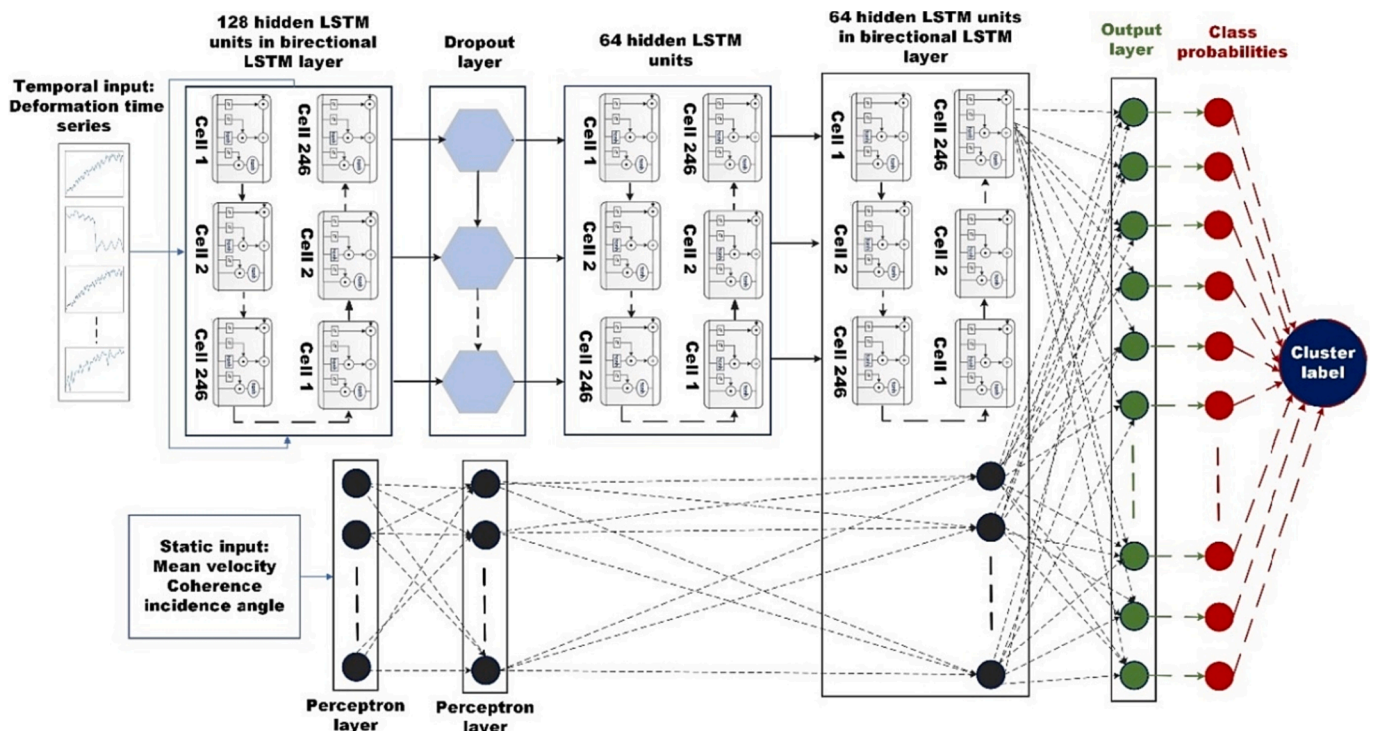 128 hidden LSTM
units in birectional
LSTM layer
Dropout
layer
64 hidden LSTM
units
64 hidden LSTM units
in birectional LSTM
layer
Output
layer
Class
probabilities
Temporal input:
Deformation time
series
Cell 1
Cell 246
Cell 2
Cell 2
Cell 246
Cell 1
Cell 1
Cell 246
Cell 2
Cell 2
Cell 246
Cell 1
Cell 1
Cell 246
Cell 2
Cell 2
Cell 246
Cell 1
Cluster
label
Static input:
Mean velocity
Coherence
incidence angle
Perceptron
layer
Perceptron
layer